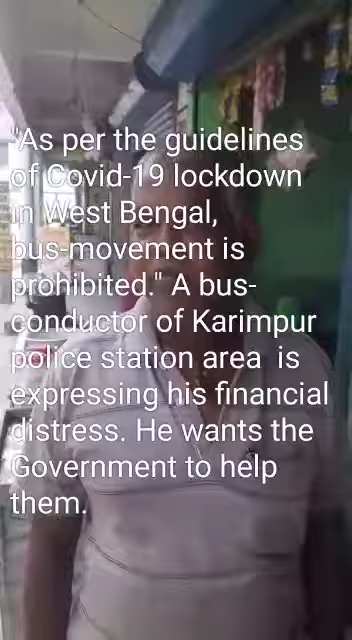 "As per the guidelines
of Covid-19 lockdown
in West Bengal,
bus-movement is
prohibited." A bus-
conductor of Karimpur
police station area  is
expressing his financial
distress. He wants the
Government to help
them.